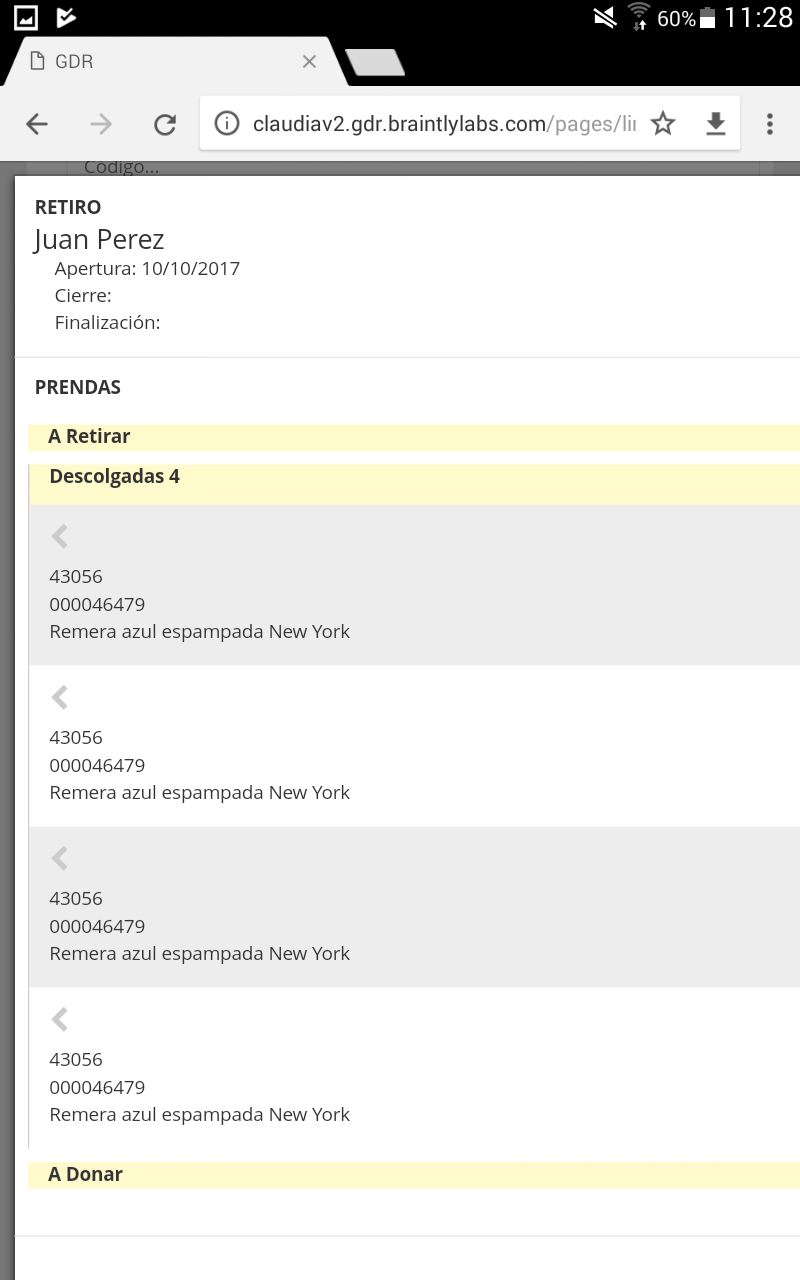 60% 11:28
GDR
claudiav2.gdr.braintlylabs.com/pages/lin
Código...
RETIRO
Juan Perez
Apertura: 10/10/2017
Cierre:
Finalización:
PRENDAS
A Retirar
Descolgadas 4
43056
000046479
Remera azul espampada New York
43056
000046479
Remera azul espampada New York
43056
000046479
Remera azul espampada New York
43056
000046479
Remera azul espampada New York
A Donar